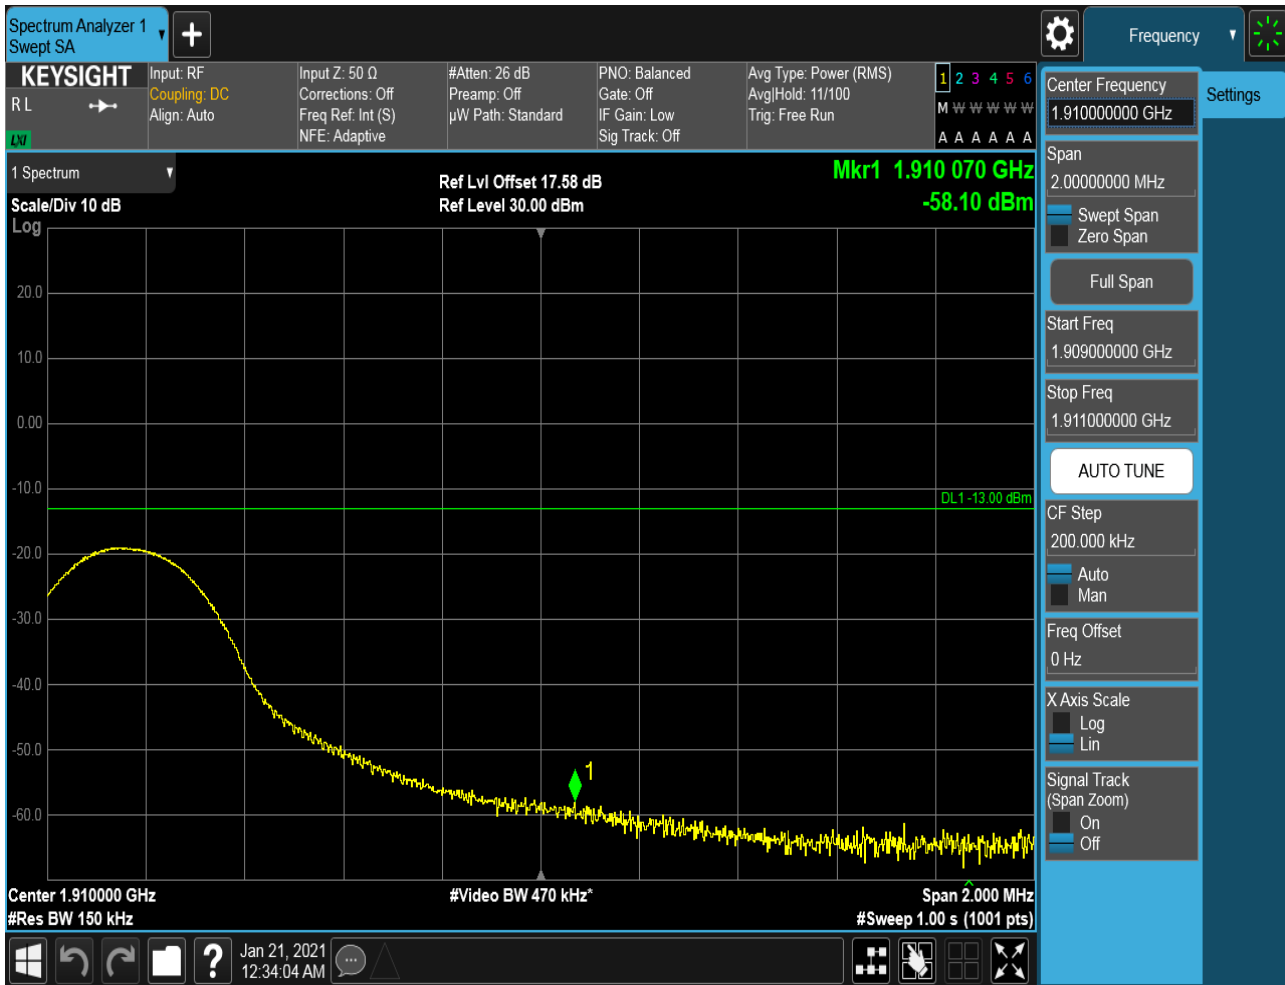 Spectrum Analyzer 1
Swept SA
+
Frequency
KEYSIGHT
R L
LXI
Input: RF
Coupling: DC
Align: Auto
Input Z: 50 Ω
Corrections: Off
Freq Ref: Int (S)
NFE: Adaptive
#Atten: 26 dB
Preamp: Off
µW Path: Standard
PNO: Balanced
Gate: Off
IF Gain: Low
Sig Track: Off
Avg Type: Power (RMS)
Avg|Hold: 11/100
Trig: Free Run
1 2 3 4 5 6
M W W W W W
A A A A A A
1 Spectrum
Scale/Div 10 dB
Log
Ref Lvl Offset 17.58 dB
Ref Level 30.00 dBm
Mkr1 1.910 070 GHz
-58.10 dBm
20.0
10.0
0.00
-10.0
-20.0
-30.0
-40.0
-50.0
-60.0
DL1 -13.00 dBm
1
Center 1.910000 GHz
#Res BW 150 kHz
#Video BW 470 kHz*
Span 2.000 MHz
#Sweep 1.00 s (1001 pts)
Center Frequency
1.910000000 GHz
Settings
Span
2.00000000 MHz
Swept Span
Zero Span
Full Span
Start Freq
1.909000000 GHz
Stop Freq
1.911000000 GHz
AUTO TUNE
CF Step
200.000 kHz
Auto
Man
Freq Offset
0 Hz
X Axis Scale
Log
Lin
Signal Track
(Span Zoom)
On
Off
?
Jan 21, 2021
12:34:04 AM